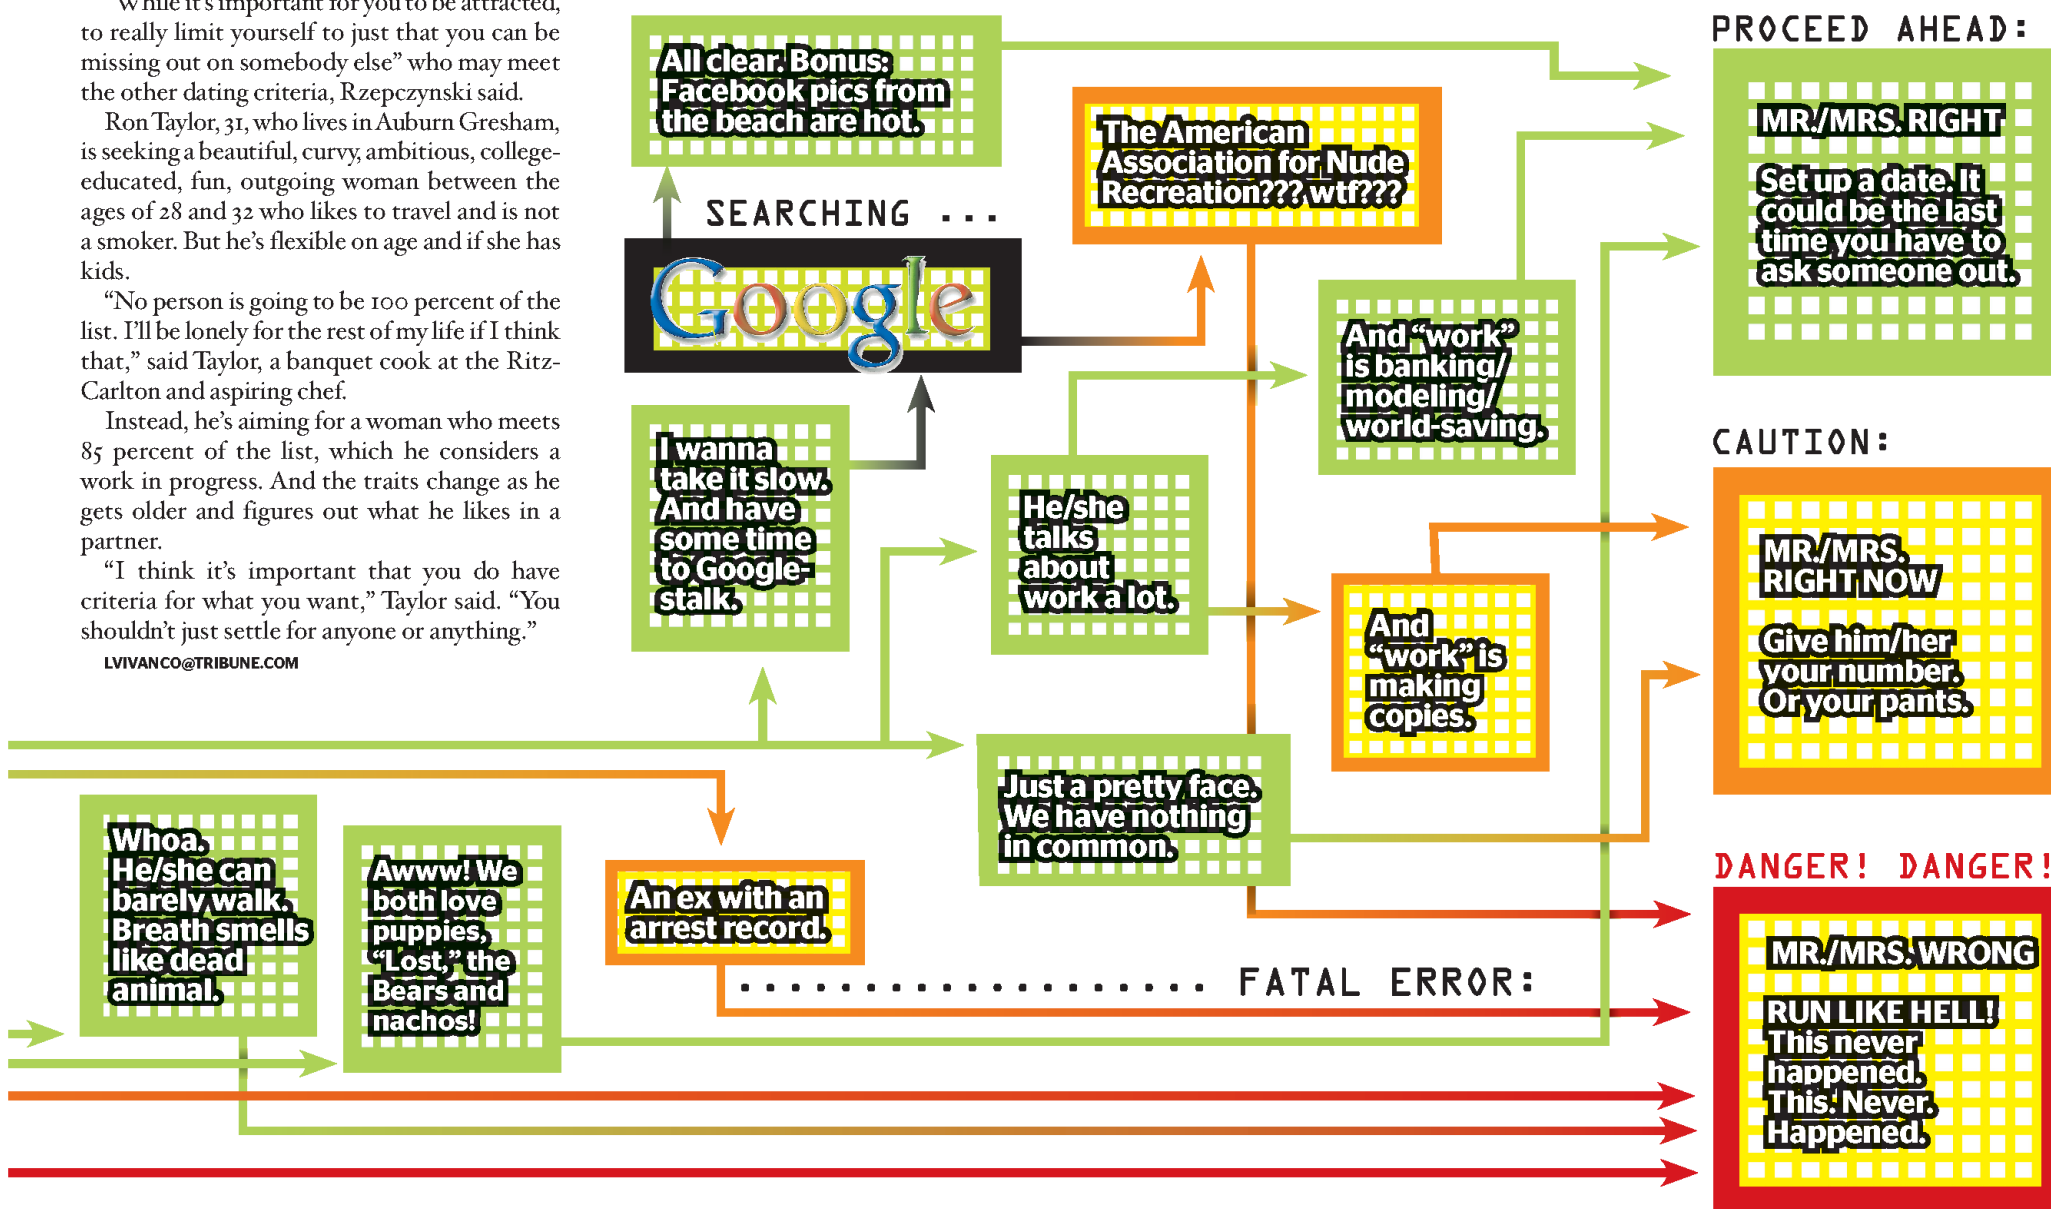 "While it's important for you to be attracted,
to really limit yourself to just that you can be
missing out on somebody else" who may meet
the other dating criteria, Rzepczynski said.
Ron Taylor, 31, who lives in Auburn Gresham,
is seeking a beautiful, curvy, ambitious, college-
educated, fun, outgoing woman between the
ages of 28 and 32 who likes to travel and is not
a smoker. But he's flexible on age and if she has
kids.
"No person is going to be 100 percent of the
list. I'll be lonely for the rest of my life if I think
that," said Taylor, a banquet cook at the Ritz-
Carlton and aspiring chef.
Instead, he's aiming for a woman who meets
85 percent of the list, which he considers a
work in progress. And the traits change as he
gets older and figures out what he likes in a
partner.
"I think it's important that you do have
criteria for what you want," Taylor said. "You
shouldn't just settle for anyone or anything."
LVIVANCO@TRIBUNE.COM
All clear. Bonus:
Facebook pics from
the beach are hot.
SEARCHING ...
Google
The American
Association for Nude
Recreation??? wtf???
I wanna
take it slow.
And have
some time
to Google-
stalk.
He/she
talks
about
work a lot.
And "work"
is banking/
modeling/
world-saving.
And
"work" is
making
copies.
Just a pretty face.
We have nothing
in common.
Whoa.
He/she can
barely walk.
Breath smells
like dead
animal.
Awww! We
both love
puppies,
"Lost," the
Bears and
nachos!
An ex with an
arrest record.
................... FATAL ERROR:
PROCEED AHEAD:
MR./MRS. RIGHT
Set up a date. It
could be the last
time you have to
ask someone out.
CAUTION:
MR./MRS.
RIGHT NOW
Give him/her
your number.
Or your pants.
DANGER! DANGER!
MR./MRS. WRONG
RUN LIKE HELL!
This never
happened.
This. Never.
Happened.